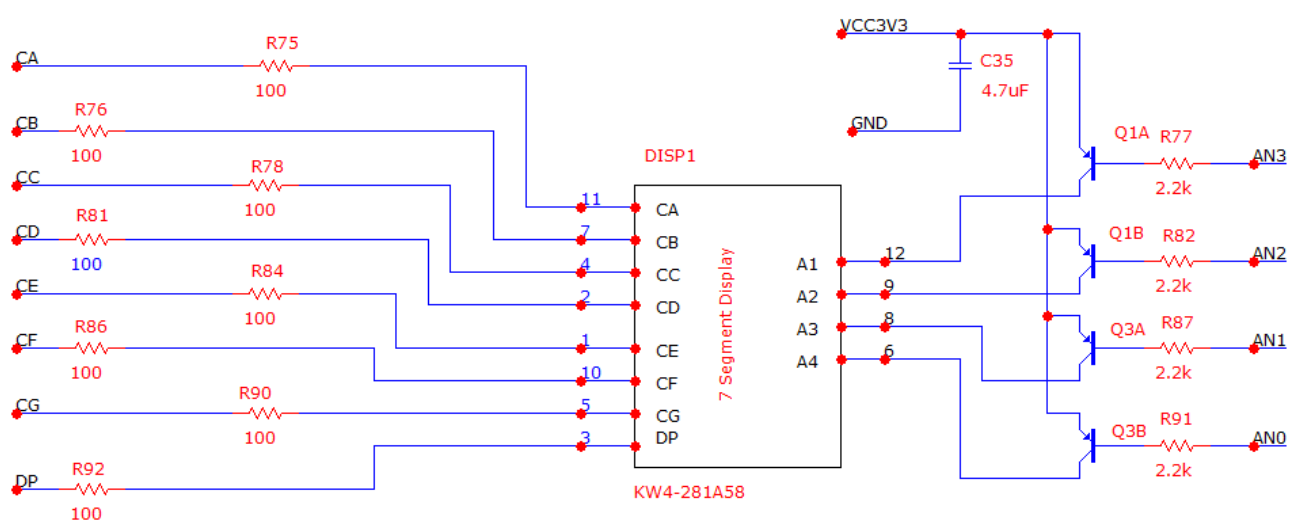 VCC3V3
R75
CA
C35
100
4.7uF
R76
CB
GND
Q1A
R77
100
DISP1
AN3
R78
CC
2.2k
11
CA
100
R81
Q1B
R82
CD
7
CB
12
AN2
100
A1
4
CC
R84
9
2.2k
CE
A2
2
CD
7 Segment Display
100
8
R86
A3
Q3A
R87
CF
1
CE
6
AN1
100
A4
10
CF
2.2k
R90
CG
5
CG
R91
100
3
DP
Q3B
AN0
R92
2.2k
DP
KW4-281A58
100